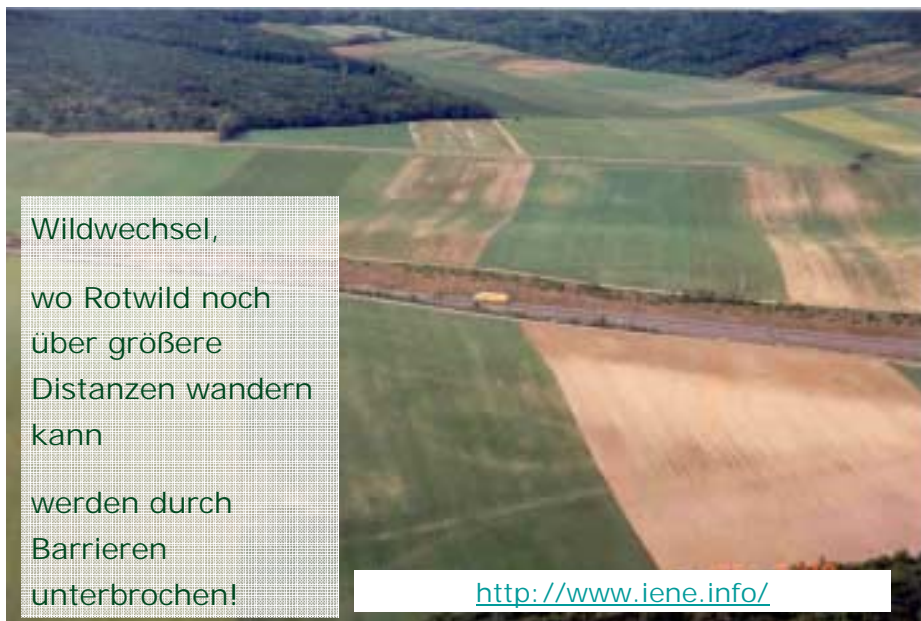 Wildwechsel,
wo Rotwild noch
über größere
Distanzen wandern
kann
werden durch
Barrieren
unterbrochen!
http://www.iene.info/